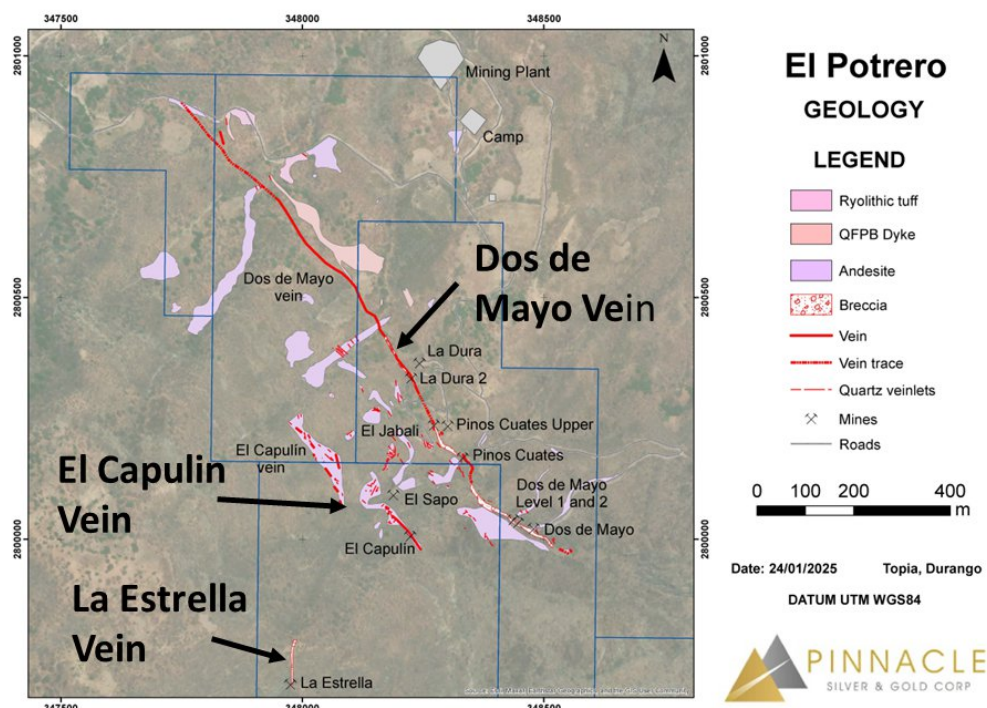 347500
348000
348500
2801000
2801000
N
Mining Plant
Camp
Dos de Mayo
vein
Dos de
Mayo Vein
2800500
2800500
La Dura
La Dura 2
El Jabali
Pinos Cuates Upper
Pinos Cuates
El Capulin
vein
El Capulin
Vein
El Sapo
Dos de Mayo
Level 1 and 2
Dos de Mayo
El Capulin
2800000
2800000
La Estrella
Vein
La Estrella
347500
348000
348500
El Potrero
GEOLOGY
LEGEND
Ryolithic tuff
QFPB Dyke
Andesite
Breccia
Vein
Vein trace
Quartz veinlets
Mines
Roads
0 100 200 400
m
Date: 24/01/2025 Topia, Durango
DATUM UTM WGS84
PINNACLE
SILVER & GOLD CORP